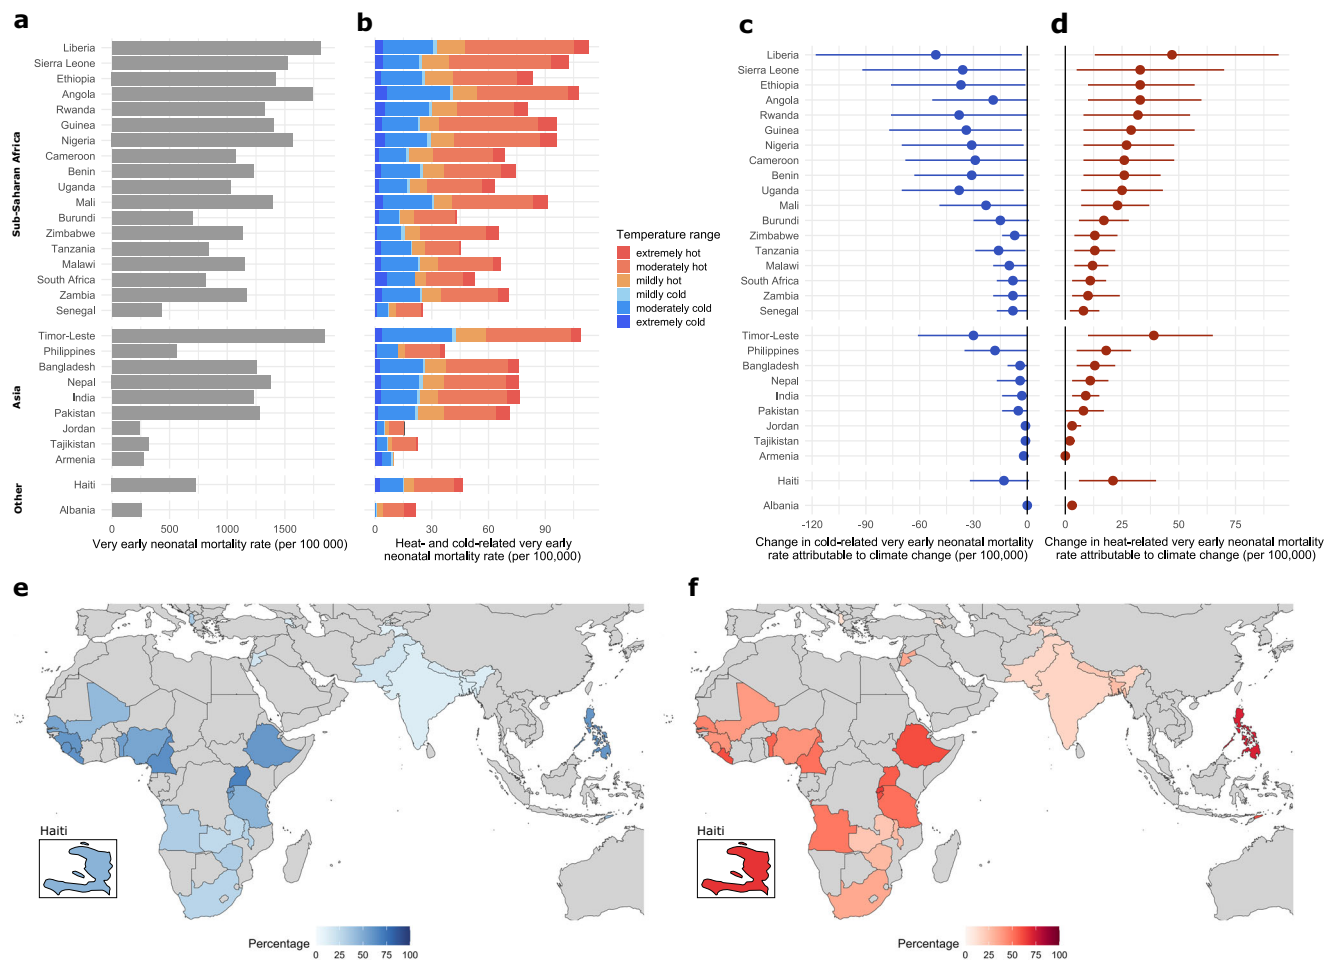 a
b
c
d
Sub-Saharan Africa
Liberia
Sierra Leone
Ethiopia
Angola
Rwanda
Guinea
Nigeria
Cameroon
Benin
Uganda
Mali
Burundi
Zimbabwe
Tanzania
Malawi
South Africa
Zambia
Senegal
Asia
Timor-Leste
Philippines
Bangladesh
Nepal
India
Pakistan
Jordan
Tajikistan
Armenia
Other
Haiti
Albania
0 500 1000 1500
Very early neonatal mortality rate (per 100 000)
0 30 60 90
Heat- and cold-related very early
neonatal mortality rate (per 100,000)
Temperature range
extremely hot
moderately hot
mildly hot
mildly cold
moderately cold
extremely cold
Liberia
Sierra Leone
Ethiopia
Angola
Rwanda
Guinea
Nigeria
Cameroon
Benin
Uganda
Mali
Burundi
Zimbabwe
Tanzania
Malawi
South Africa
Zambia
Senegal
Timor-Leste
Philippines
Bangladesh
Nepal
India
Pakistan
Jordan
Tajikistan
Armenia
Haiti
Albania
-120 -90 -60 -30 0
Change in cold-related very early neonatal mortality
rate attributable to climate change (per 100,000)
0 25 50 75
Change in heat-related very early neonatal mortality
rate attributable to climate change (per 100,000)
e
Haiti
Percentage
0 25 50 75 100
f
Haiti
Percentage
0 25 50 75 100